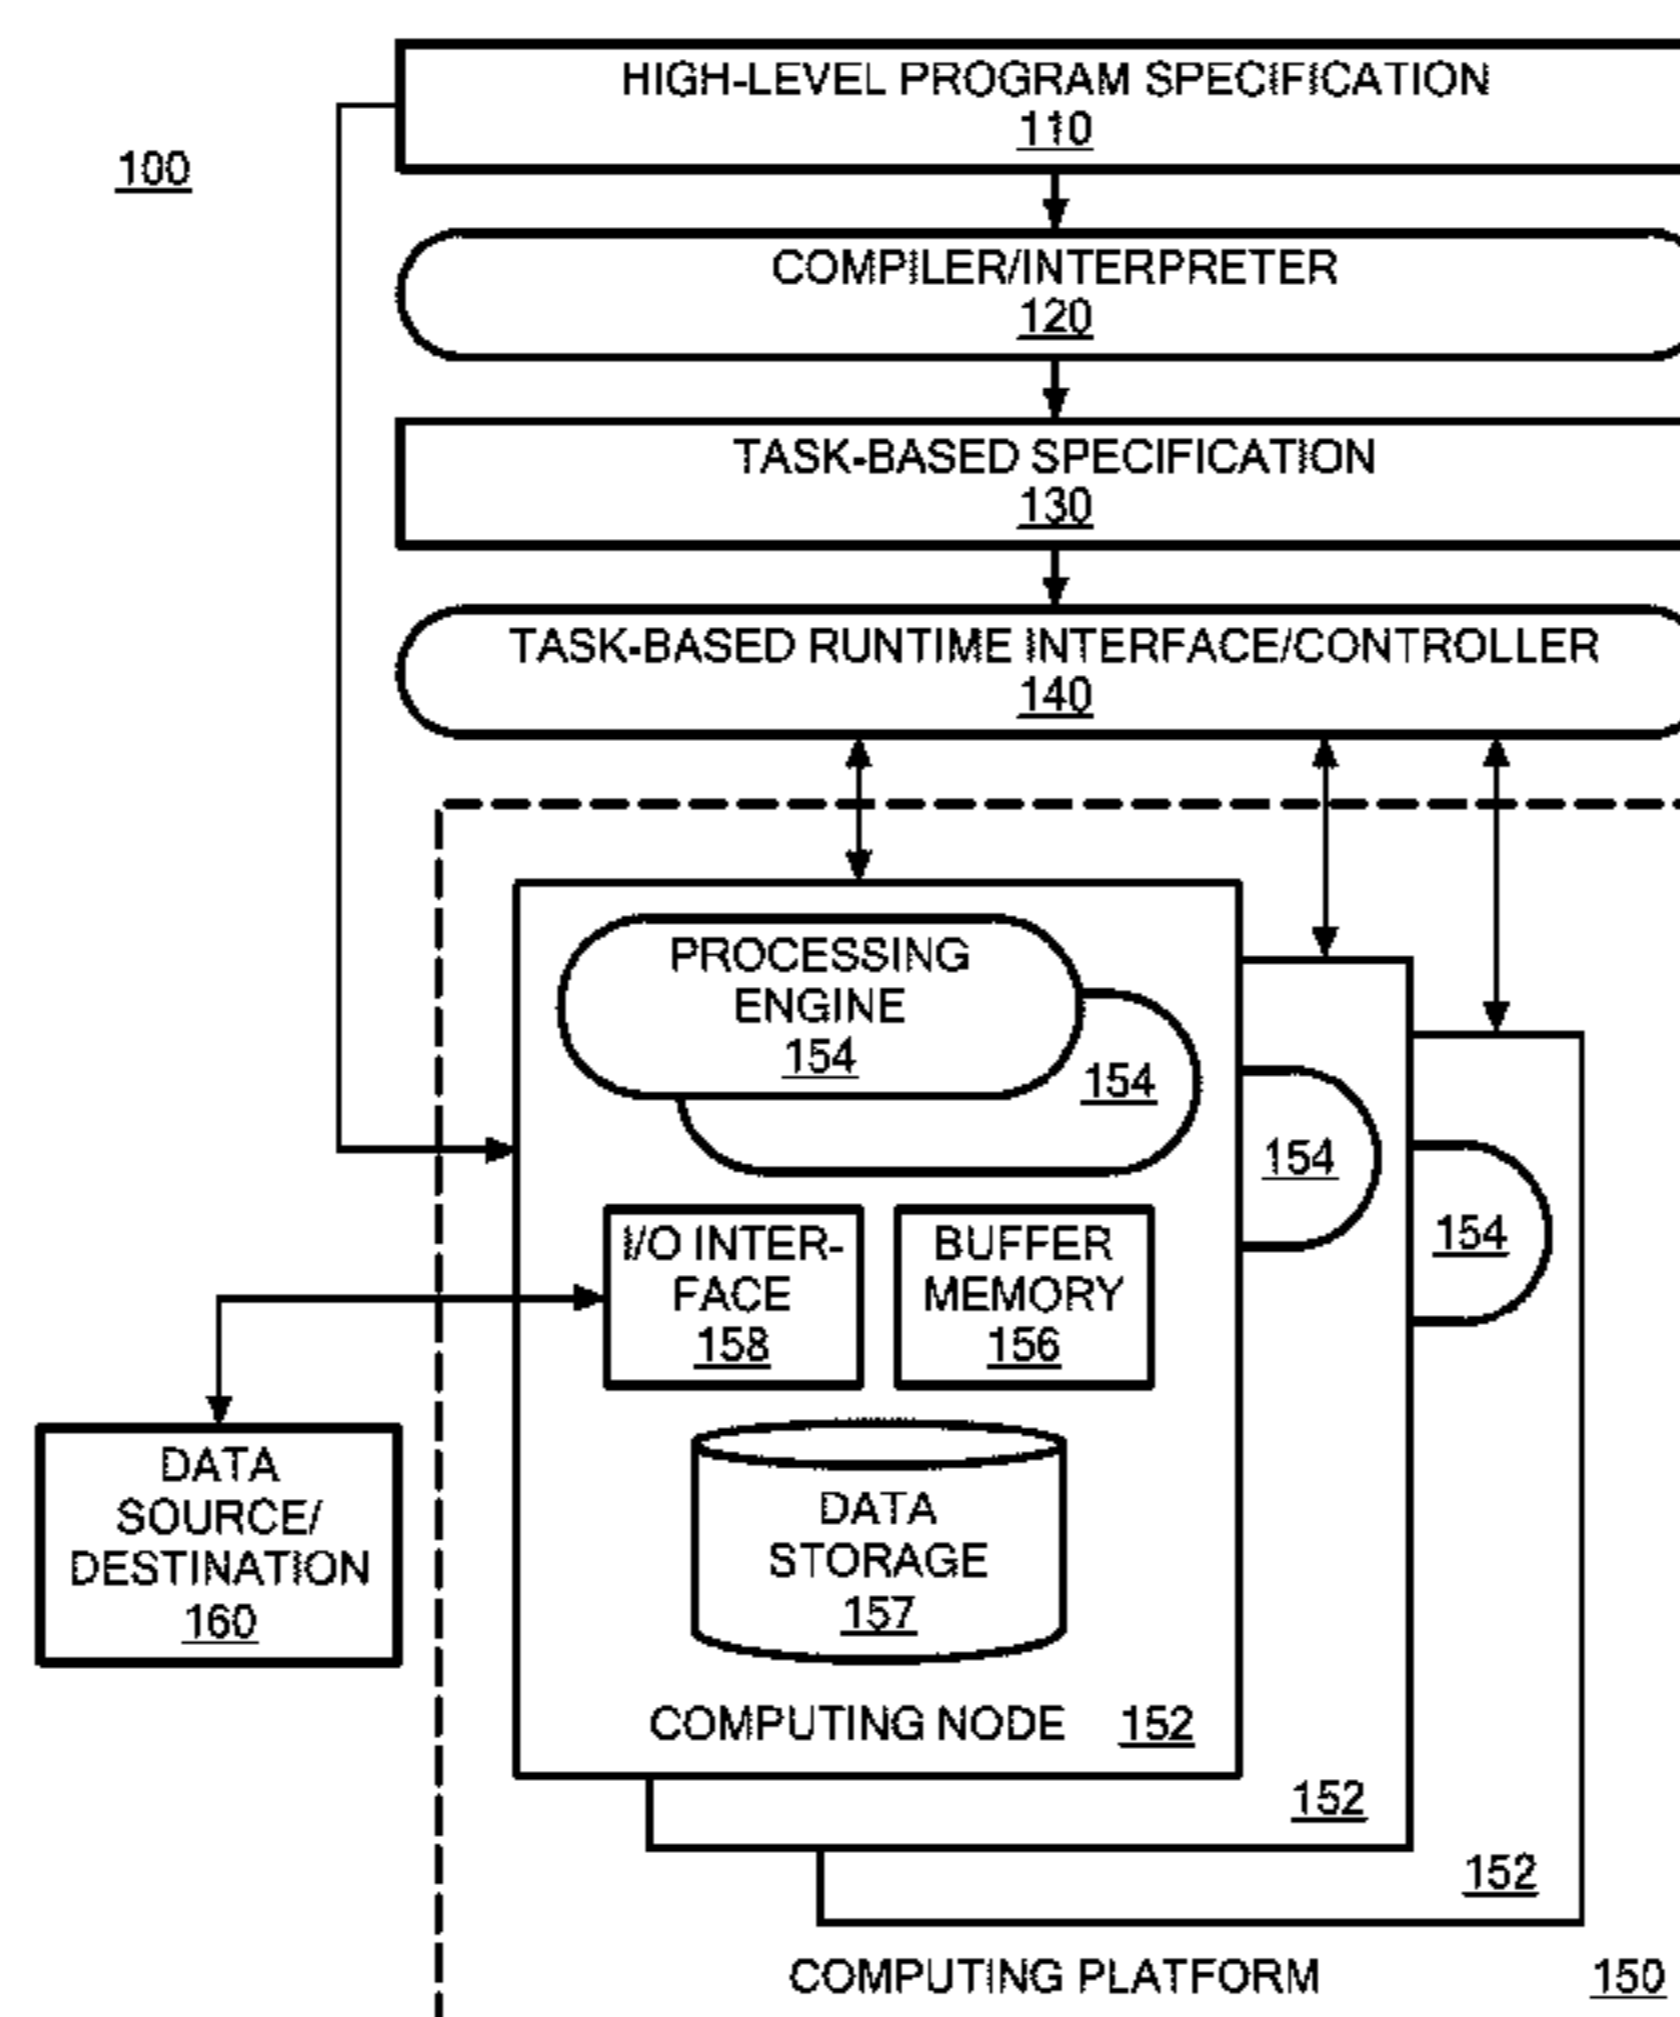 100
HIGH-LEVEL PROGRAM SPECIFICATION
110
COMPILER/INTERPRETER
120
TASK-BASED SPECIFICATION
130
TASK-BASED RUNTIME INTERFACE/CONTROLLER
140
PROCESSING
ENGINE
154
154
154
154
I/O INTER-
FACE
158
BUFFER
MEMORY
156
DATA
STORAGE
157
DATA
SOURCE/
DESTINATION
160
COMPUTING NODE 152
152
152
COMPUTING PLATFORM 150